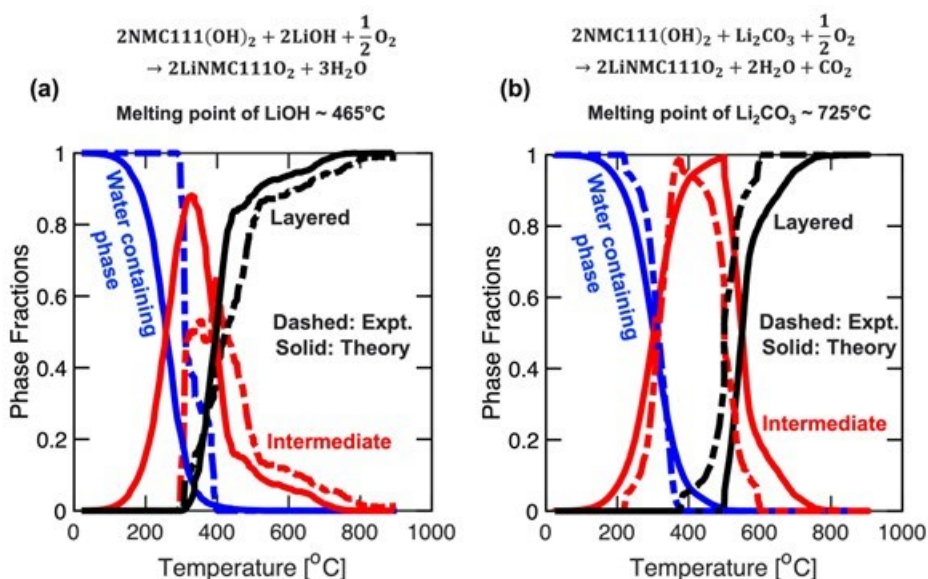 2NMC111(OH)₂ + 2LiOH + 1/2 O₂
→ 2LiNMC111O₂ + 3H₂O
(a)
Melting point of LiOH ~ 465°C
Phase Fractions
1
0.8
0.6
0.4
0.2
0
Water containing
phase
Layered
Dashed: Expt.
Solid: Theory
Intermediate
0
200
400
600
800
1000
Temperature [°C]
2NMC111(OH)₂ + Li₂CO₃ + 1/2 O₂
→ 2LiNMC111O₂ + 2H₂O + CO₂
(b)
Melting point of Li₂CO₃ ~ 725°C
Phase Fractions
1
0.8
0.6
0.4
0.2
0
Water containing
phase
Layered
Dashed: Expt.
Solid: Theory
Intermediate
0
200
400
600
800
1000
Temperature [°C]